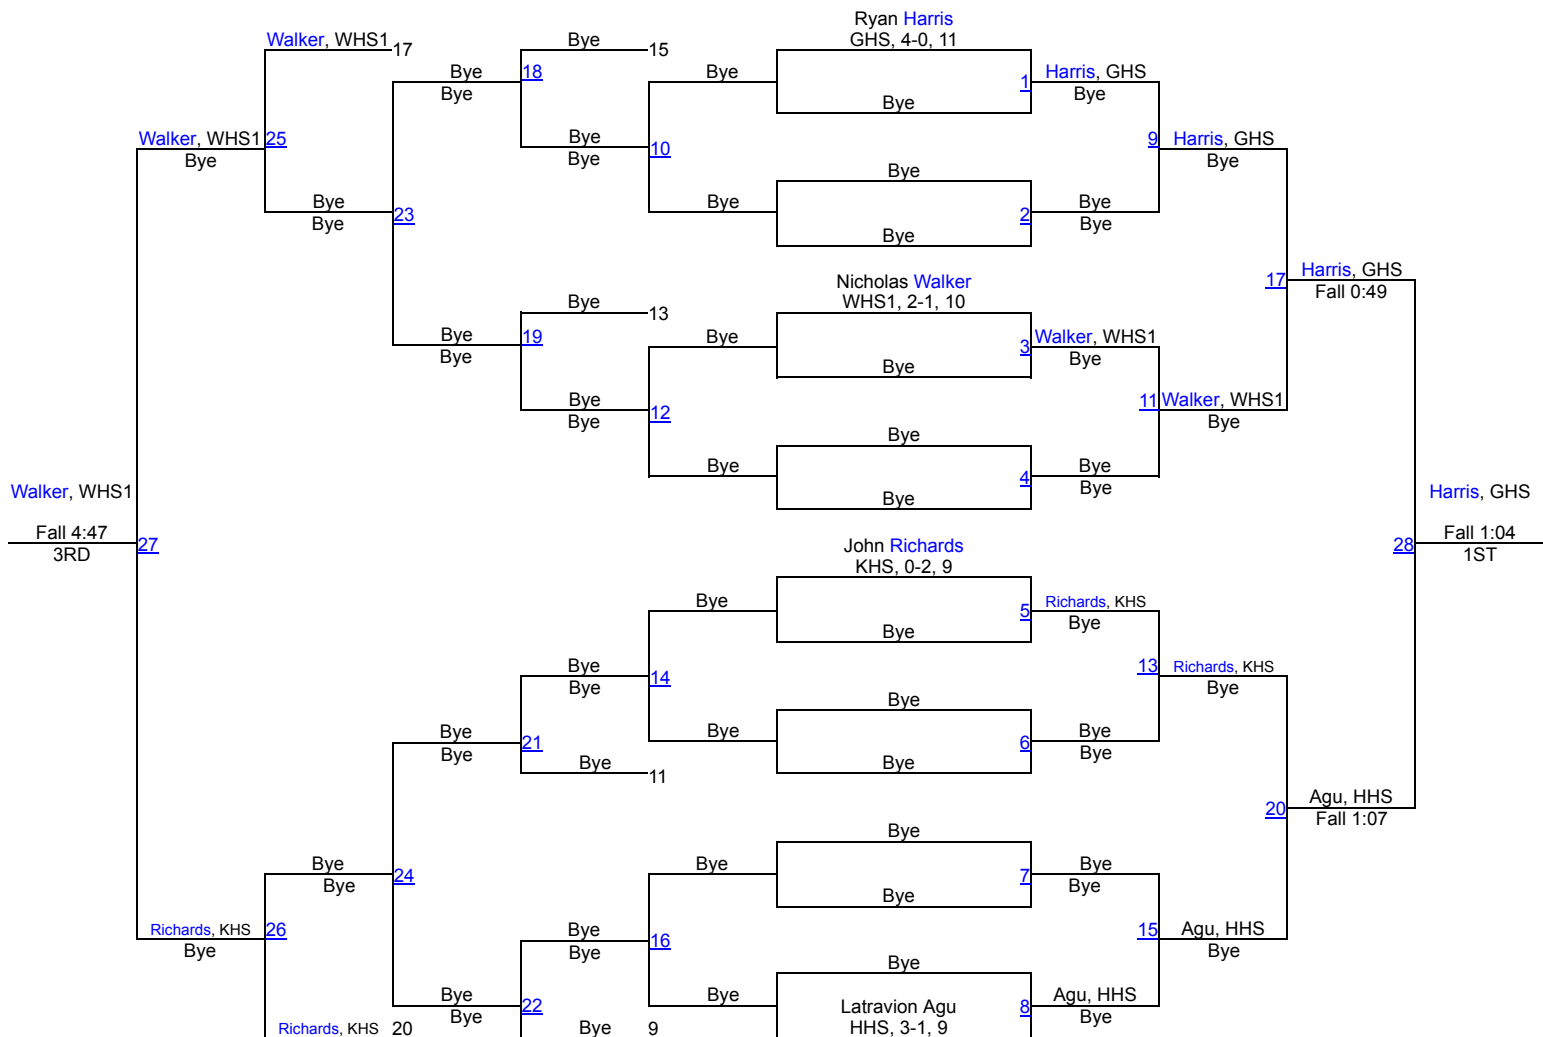 Ryan Harris
GHS, 4-0, 11
Walker, WHS1 17
Bye 15
Bye 18 Bye 1 Harris, GHS
Bye Bye Bye
Walker, WHS1 25 Bye 10 9 Harris, GHS
Bye Bye Bye
Bye
Bye 23 Bye 2 Bye
Bye Bye Bye
Nicholas Walker
WHS1, 2-1, 10
17 Harris, GHS
Fall 0:49
Bye 13
Bye 19 Bye 3 Walker, WHS1
Bye Bye Bye
Bye 12 11 Walker, WHS1
Bye Bye
Bye
Bye 4 Bye
Bye Bye
Walker, WHS1 Harris, GHS
Fall 4:47 27 28 Fall 1:04
3RD 1ST
John Richards
KHS, 0-2, 9
Bye 5 Richards, KHS
Bye Bye
Bye 14 13 Richards, KHS
Bye Bye
Bye
Bye 21 Bye 6 Bye
Bye Bye Bye
Bye 11
20 Agu, HHS
Fall 1:07
Bye
Bye 24 Bye 7 Bye
Bye Bye Bye
Richards, KHS 26 Bye 16 15 Agu, HHS
Bye Bye Bye
Bye
Bye 22 Bye Latravion Agu 8 Agu, HHS
Bye HHS, 3-1, 9 Bye
Richards, KHS 20 Bye 9